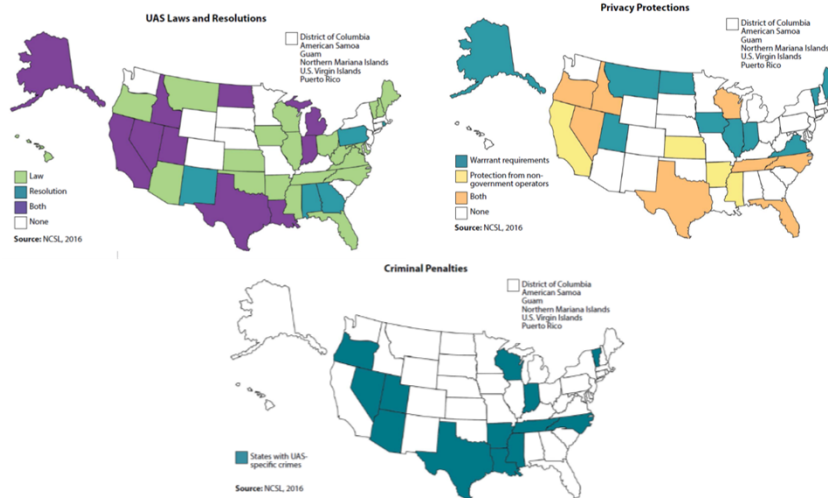 UAS Laws and Resolutions
District of Columbia
American Samoa
Guam
Northern Mariana Islands
U.S. Virgin Islands
Puerto Rico
Law
Resolution
Both
None
Source: NCSL, 2016
Privacy Protections
District of Columbia
American Samoa
Guam
Northern Mariana Islands
U.S. Virgin Islands
Puerto Rico
Warrant requirements
Protection from non-
government operators
Both
None
Source: NCSL, 2016
Criminal Penalties
District of Columbia
American Samoa
Guam
Northern Mariana Islands
U.S. Virgin Islands
Puerto Rico
States with UAS-
specific crimes
Source: NCSL, 2016